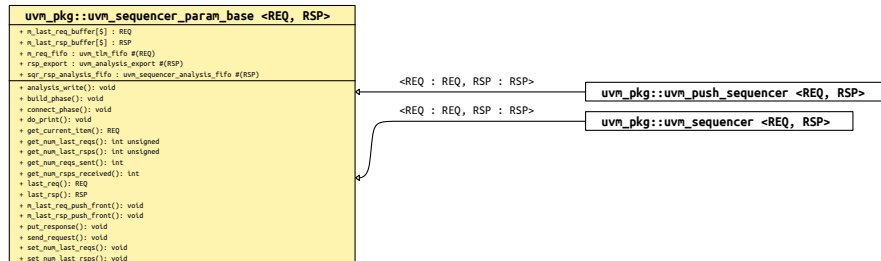 uvm_pkg::uvm_sequencer_param_base <REQ, RSP>
+ m_last_req_buffer[$] : REQ
+ m_last_rsp_buffer[$] : RSP
+ m_req_fifo : uvm_tlm_fifo #(REQ)
+ rsp_export : uvm_analysis_export #(RSP)
+ sqr_rsp_analysis_fifo : uvm_sequencer_analysis_fifo #(RSP)
+ analysis_write(): void
+ build_phase(): void
+ connect_phase(): void
+ do_print(): void
+ get_current_item(): REQ
+ get_num_last_reqs(): int unsigned
+ get_num_last_rsps(): int unsigned
+ get_num_reqs_sent(): int
+ get_num_rsps_received(): int
+ last_req(): REQ
+ last_rsp(): RSP
+ m_last_req_push_front(): void
+ m_last_rsp_push_front(): void
+ put_response(): void
+ send_request(): void
+ set_num_last_reqs(): void
+ set_num_last_rsps(): void
<REQ : REQ, RSP : RSP>
uvm_pkg::uvm_push_sequencer <REQ, RSP>
<REQ : REQ, RSP : RSP>
uvm_pkg::uvm_sequencer <REQ, RSP>